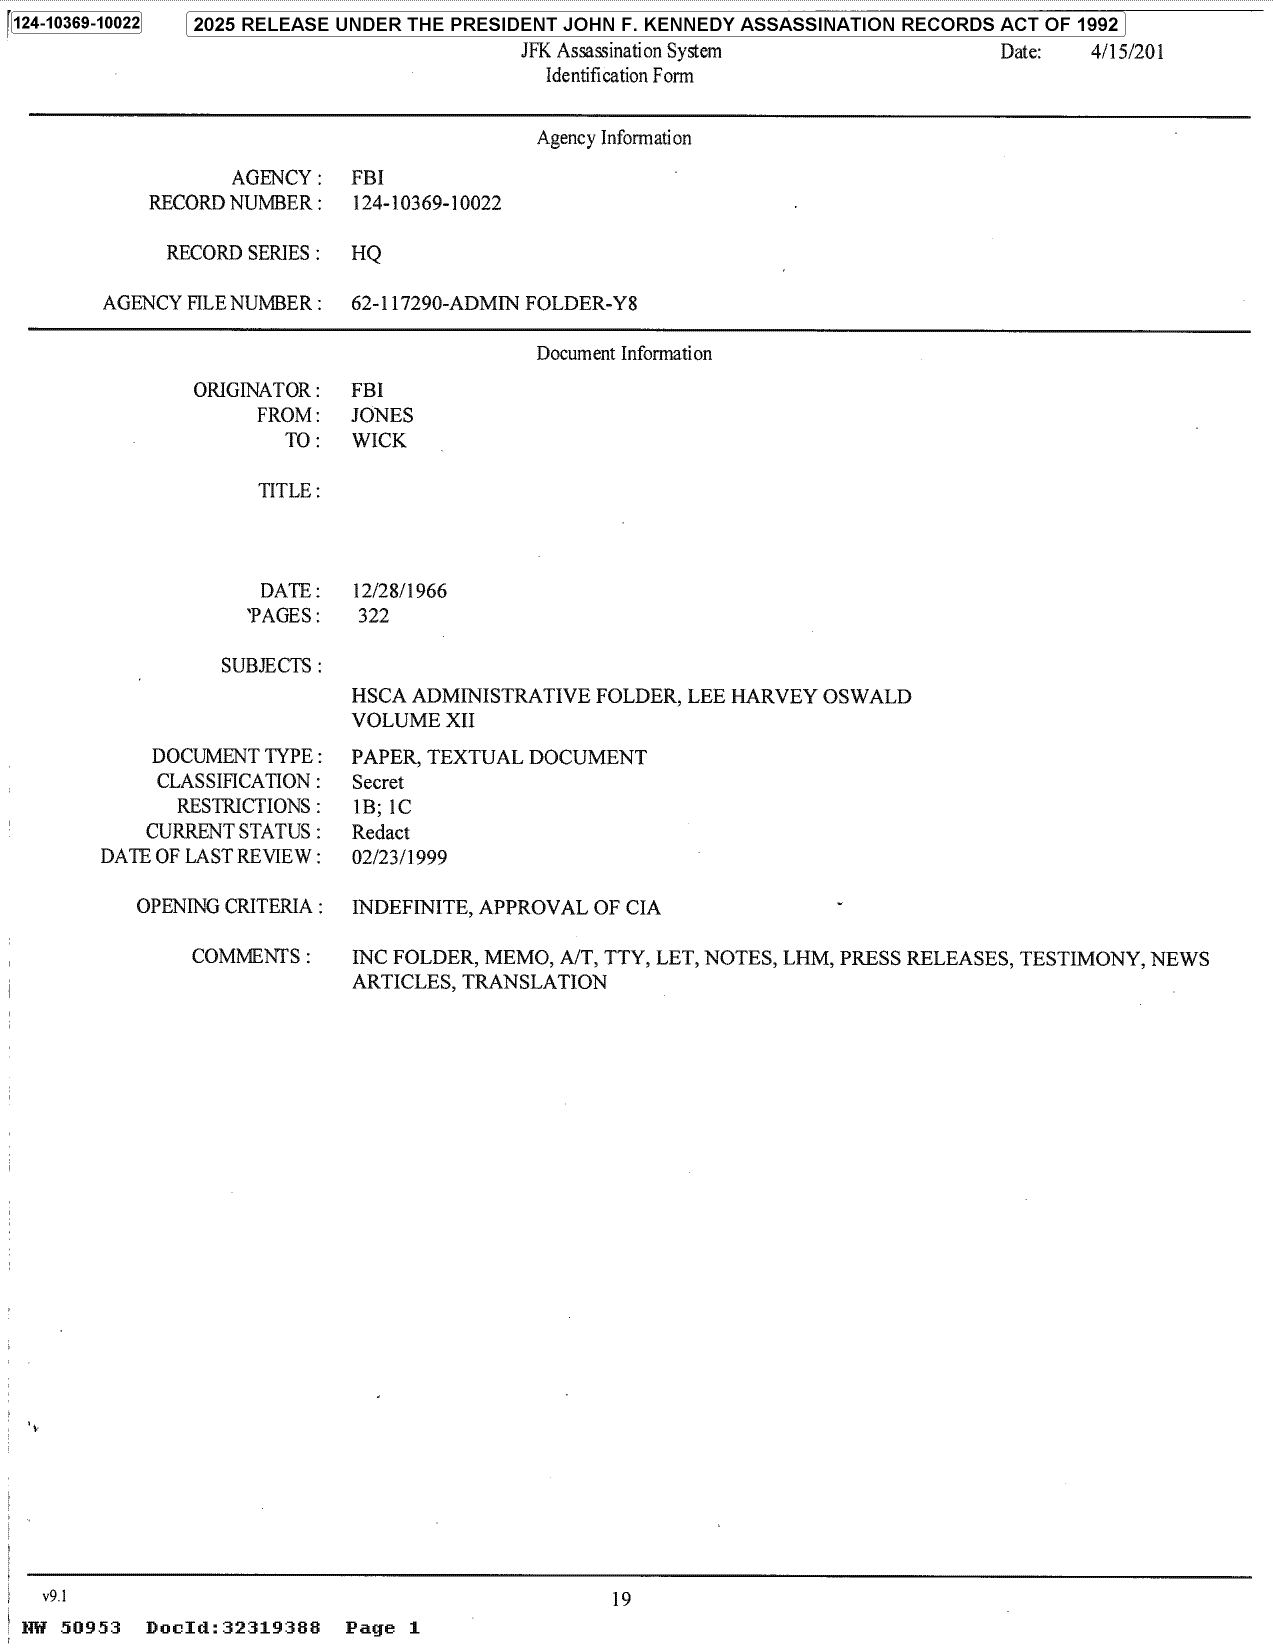 124-10369-10022
2025 RELEASE UNDER THE PRESIDENT JOHN F. KENNEDY ASSASSINATION RECORDS ACT OF 1992
JFK Assassination System
Date: 4/15/201
Identification Form
Agency Information
AGENCY : FBI
RECORD NUMBER : 124-10369-10022
RECORD SERIES : HQ
AGENCY FILE NUMBER : 62-117290-ADMIN FOLDER-Y8
Document Information
ORIGINATOR : FBI
FROM : JONES
TO : WICK
TITLE :
DATE : 12/28/1966
PAGES : 322
SUBJECTS :
HSCA ADMINISTRATIVE FOLDER, LEE HARVEY OSWALD
VOLUME XII
DOCUMENT TYPE : PAPER, TEXTUAL DOCUMENT
CLASSIFICATION : Secret
RESTRICTIONS : 1B; 1C
CURRENT STATUS : Redact
DATE OF LAST REVIEW : 02/23/1999
OPENING CRITERIA : INDEFINITE, APPROVAL OF CIA
COMMENTS : INC FOLDER, MEMO, A/T, TTY, LET, NOTES, LHM, PRESS RELEASES, TESTIMONY, NEWS
ARTICLES, TRANSLATION
v9.1
19
NW 50953 DocId:32319388 Page 1